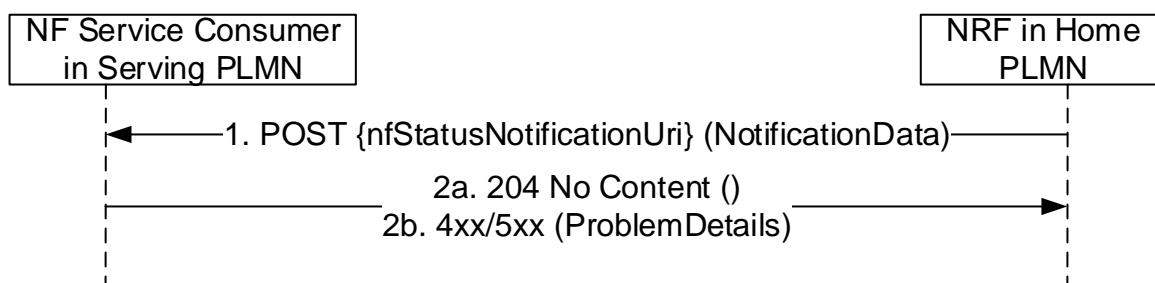 NF Service Consumer
in Serving PLMN
NRF in Home
PLMN
1. POST {nfStatusNotificationUri} (NotificationData)
2a. 204 No Content ()
2b. 4xx/5xx (ProblemDetails)